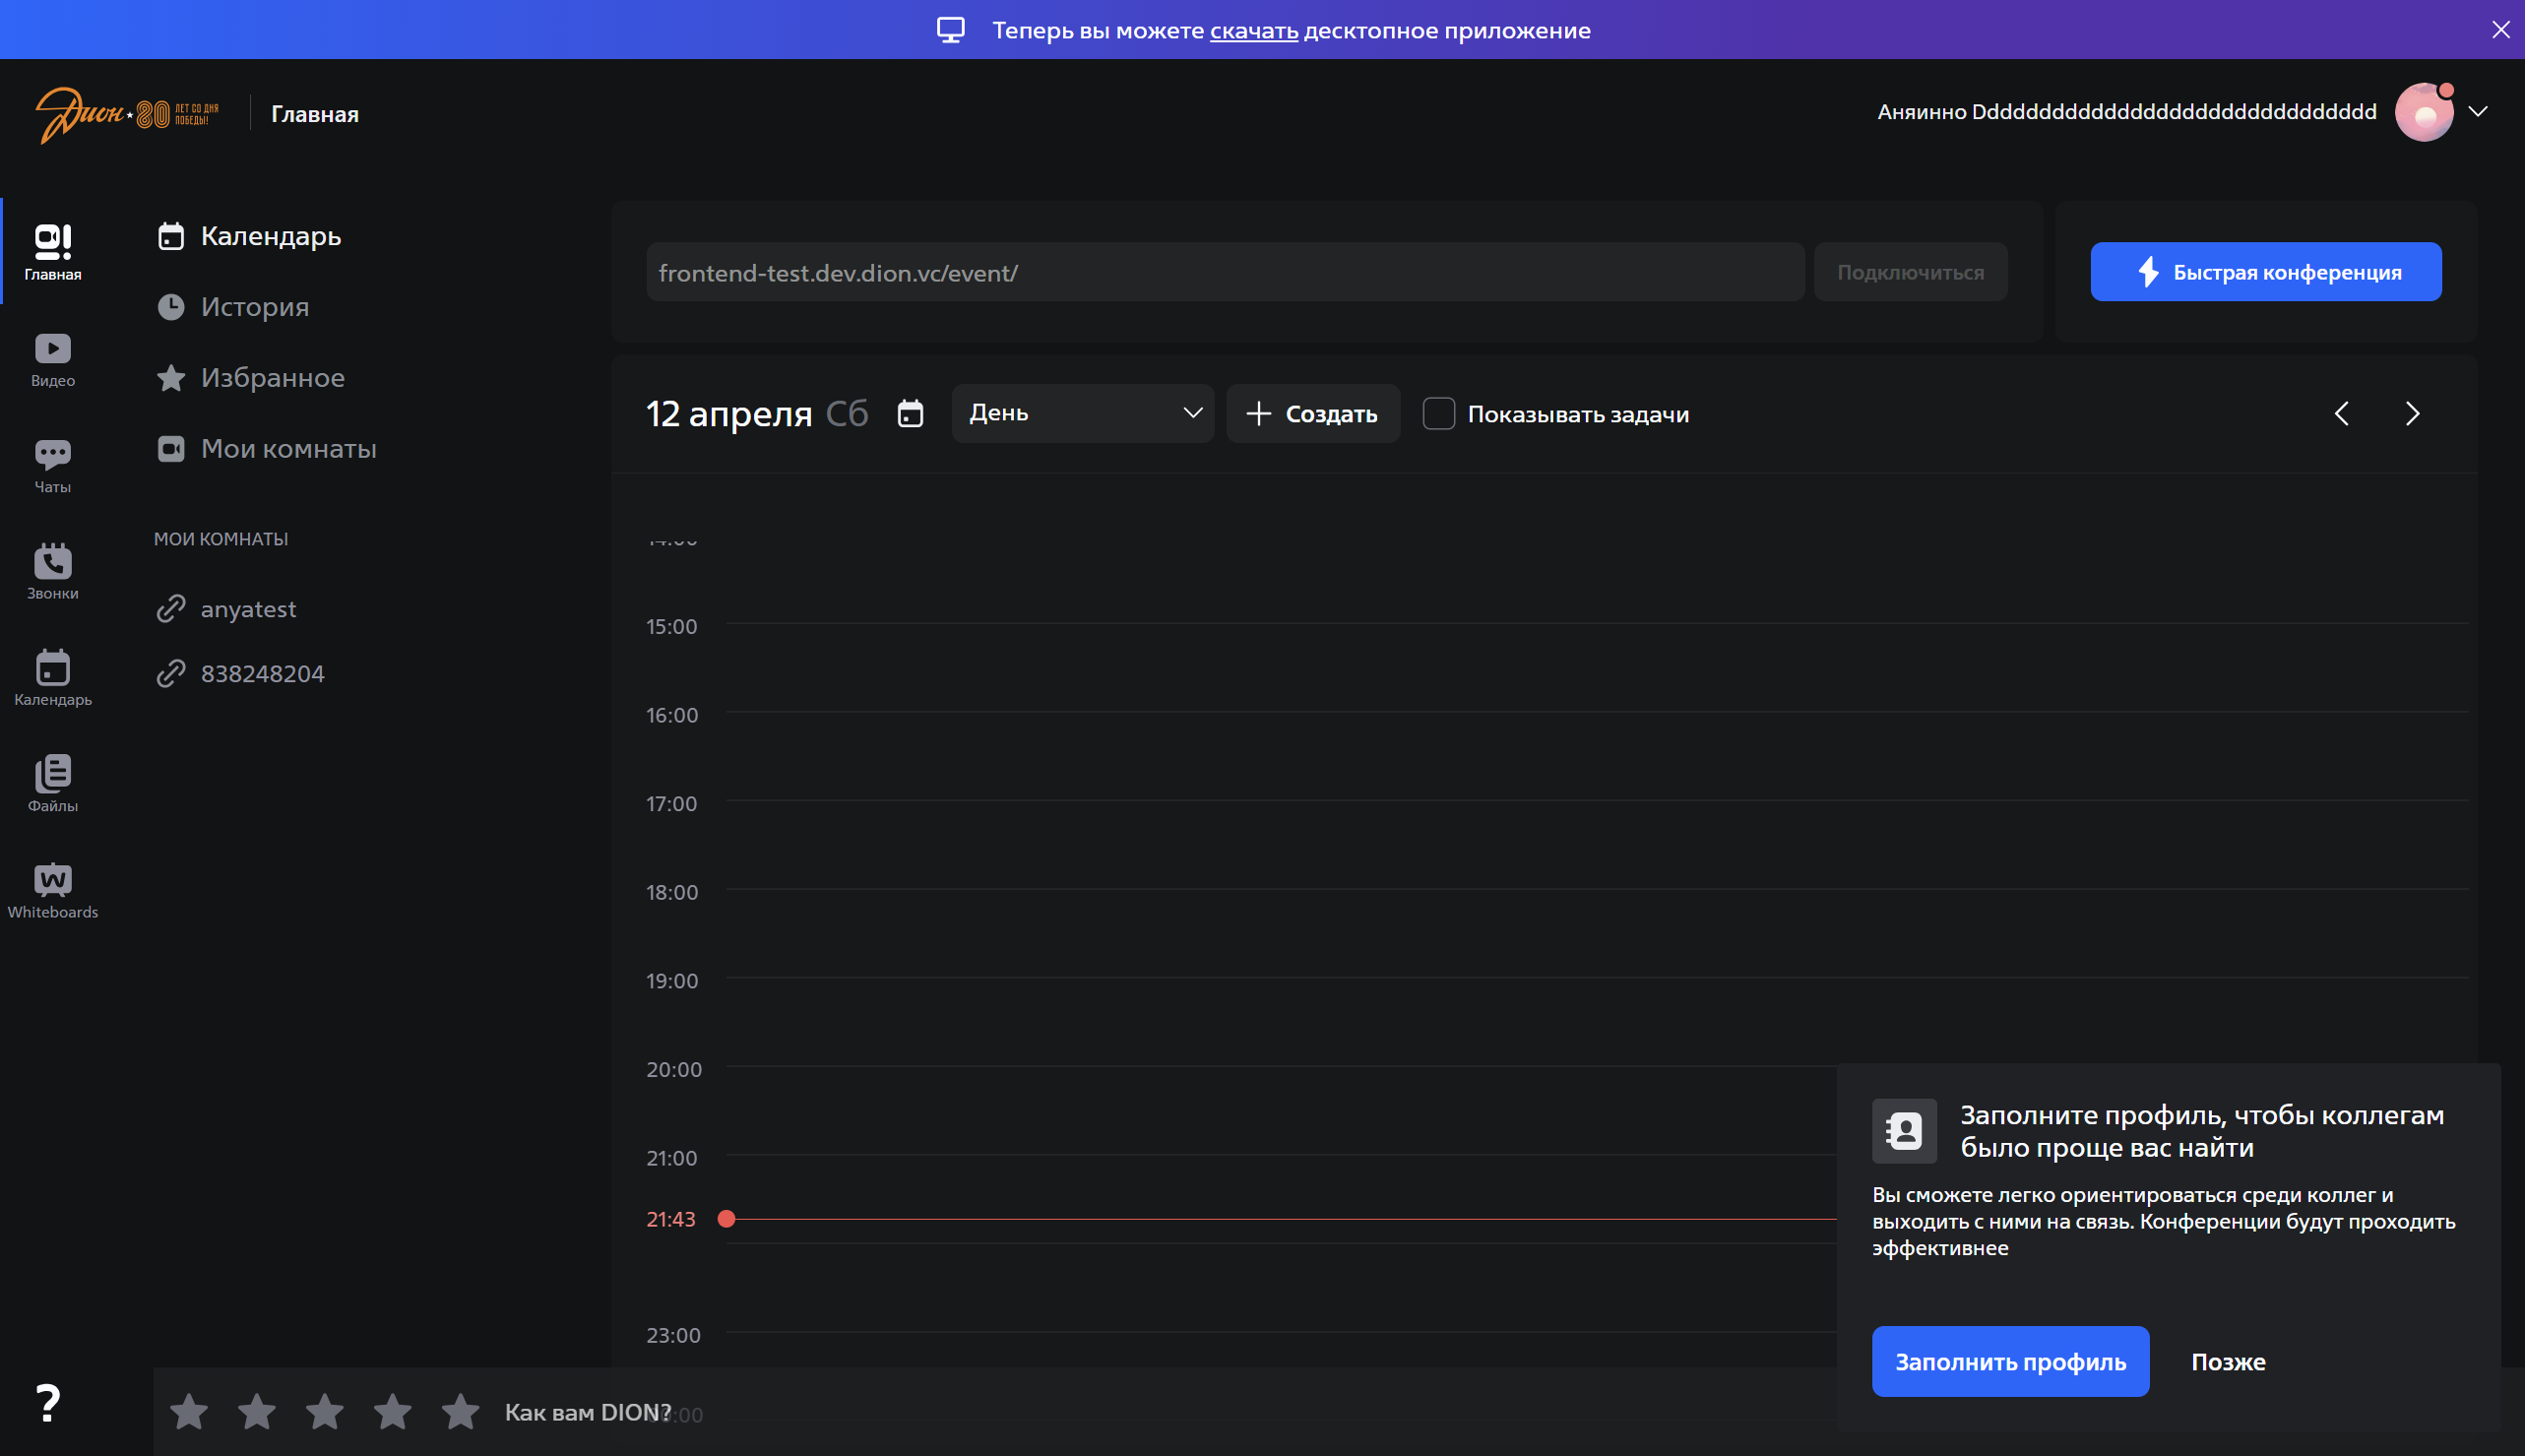 Теперь вы можете скачать десктопное приложение
Дион 80 ЛЕТ СО ДНЯ ПОБЕДЫ!
Главная
Аняинно Ddddddddddddddddddddddddddddddd
Главная
Видео
Чаты
Звонки
Календарь
Файлы
Whiteboards
Календарь
История
Избранное
Мои комнаты
МОИ КОМНАТЫ
anyatest
838248204
frontend-test.dev.dion.vc/event/
Подключиться
Быстрая конференция
12 апреля Сб
День
Создать
Показывать задачи
14:00
15:00
16:00
17:00
18:00
19:00
20:00
21:00
21:43
23:00
Заполните профиль, чтобы коллегам
было проще вас найти
Вы сможете легко ориентироваться среди коллег и
выходить с ними на связь. Конференции будут проходить
эффективнее
Заполнить профиль
Позже
?
Как вам DION?